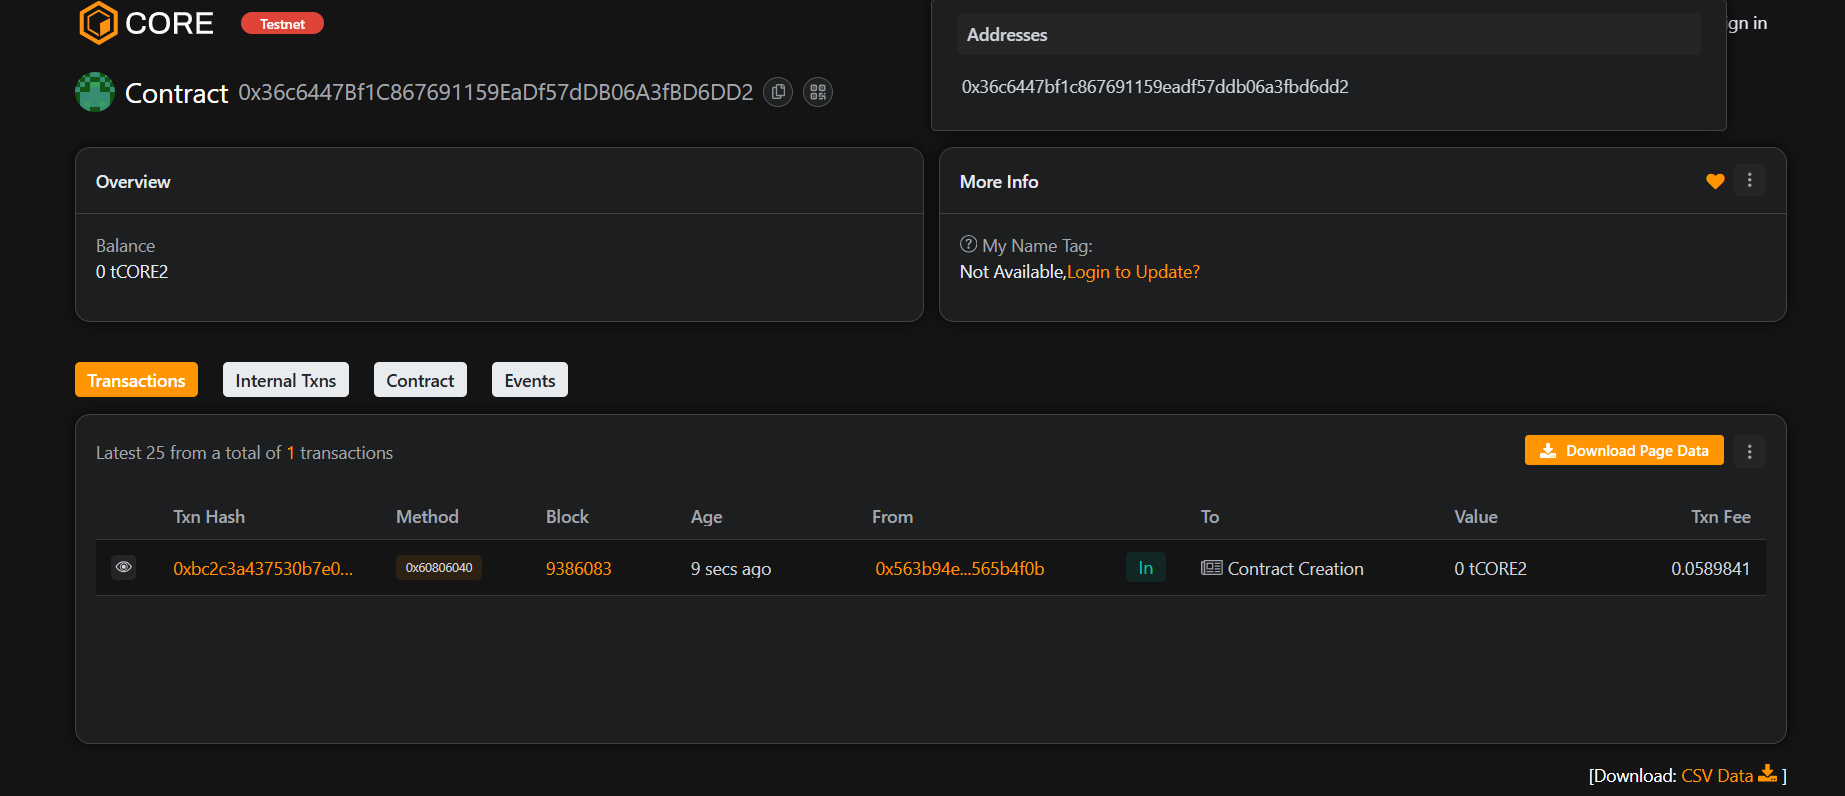 CORE
Testnet
Addresses
gn in
Contract 0x36c6447Bf1C867691159EaDf57dDB06A3fBD6DD2
0x36c6447bf1c867691159eadf57ddb06a3fbd6dd2
Overview
More Info
Balance
0 tCORE2
My Name Tag:
Not Available,Login to Update?
Transactions
Internal Txns
Contract
Events
Latest 25 from a total of 1 transactions
Download Page Data
Txn Hash Method Block Age From To Value Txn Fee
0xbc2c3a437530b7e0... 0x60806040 9386083 9 secs ago 0x563b94e...565b4f0b In Contract Creation 0 tCORE2 0.0589841
[Download: CSV Data ]